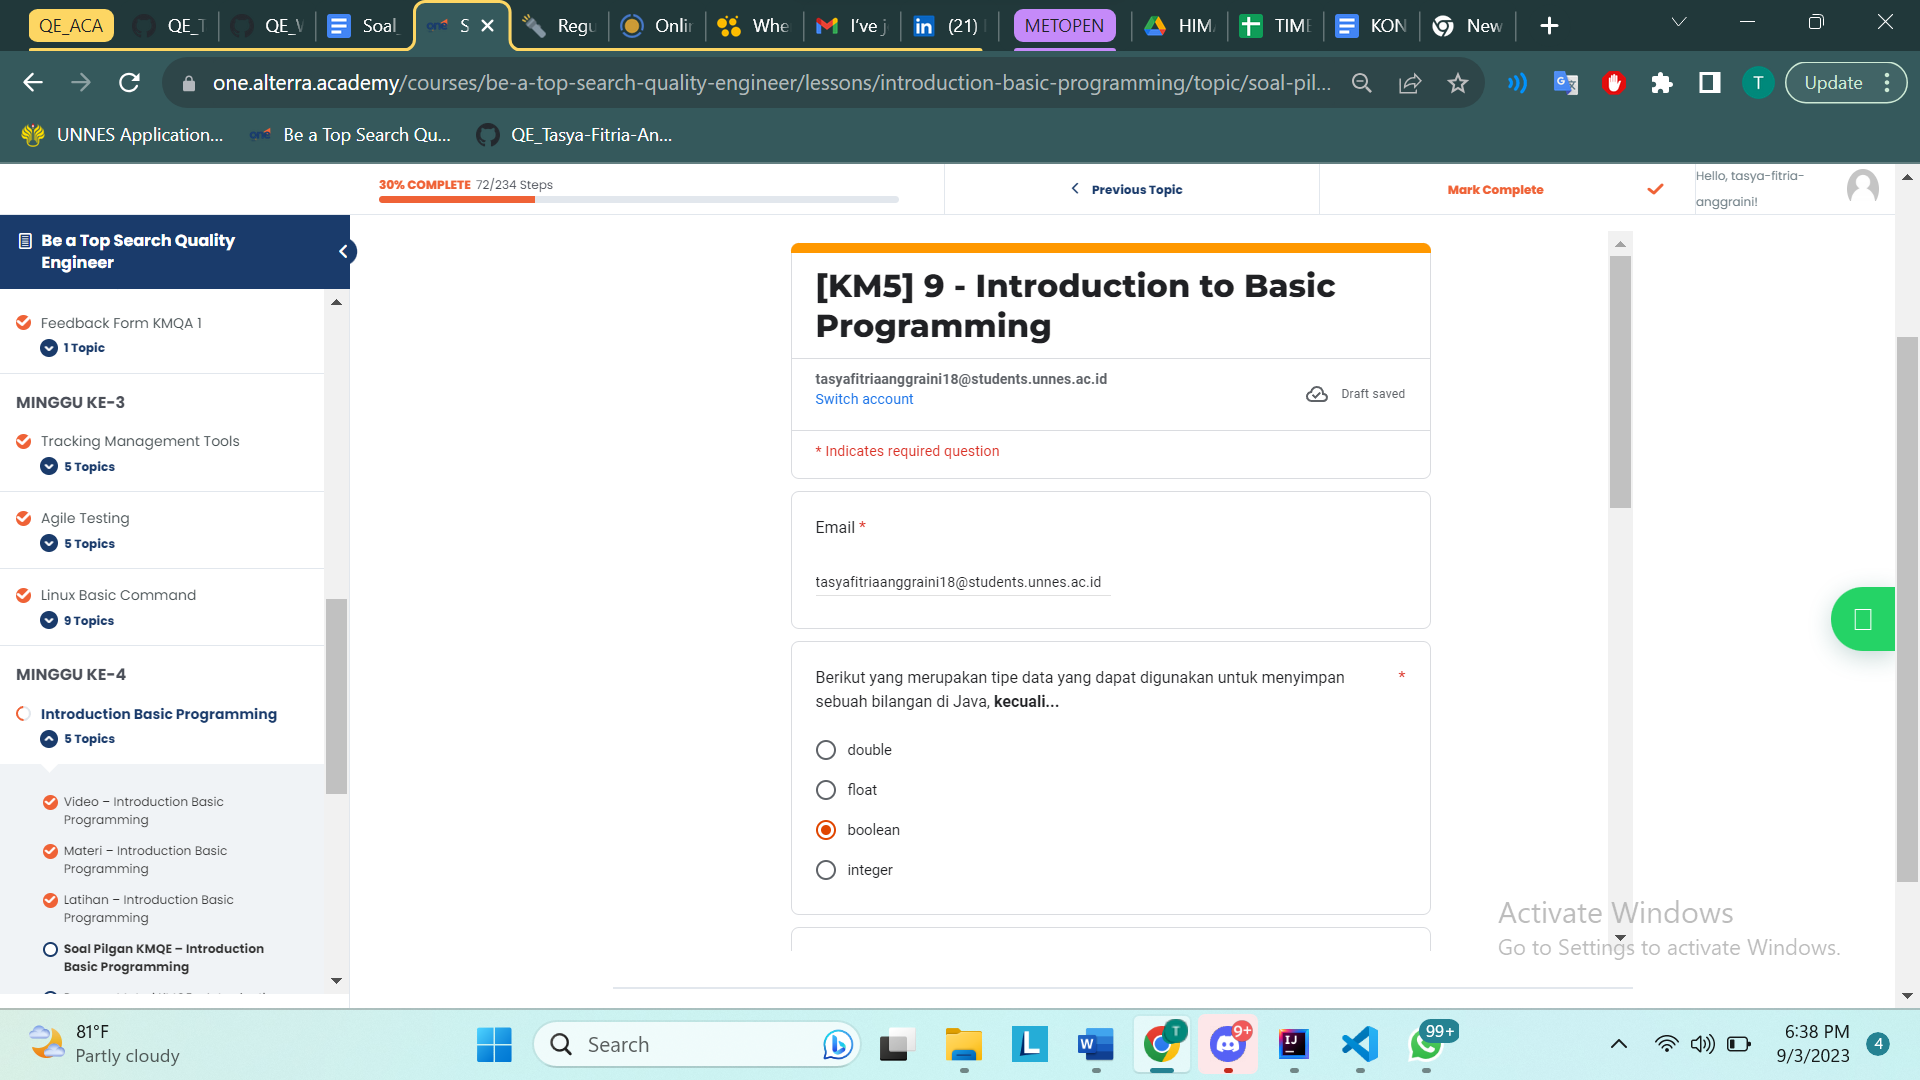 QE_ACA
QE_T
QE_V
Soal_
S
Regu
Onlin
Whe
I've j
(21)
METOPEN
HIM
TIME
KON
New
one.alterra.academy/courses/be-a-top-search-quality-engineer/lessons/introduction-basic-programming/topic/soal-pil...
T
Update
UNNES Application...
one
Be a Top Search Qu...
QE_Tasya-Fitria-An...
30% COMPLETE 72/234 Steps
Previous Topic
Mark Complete
Hello, tasya-fitria-
anggraini!
Be a Top Search Quality
Engineer
Feedback Form KMQA 1
1 Topic
MINGGU KE-3
Tracking Management Tools
5 Topics
Agile Testing
5 Topics
Linux Basic Command
9 Topics
MINGGU KE-4
Introduction Basic Programming
5 Topics
Video – Introduction Basic
Programming
Materi – Introduction Basic
Programming
Latihan – Introduction Basic
Programming
Soal Pilgan KMQE – Introduction
Basic Programming
[KM5] 9 - Introduction to Basic
Programming
tasyafitriaanggraini18@students.unnes.ac.id
Switch account
Draft saved
* Indicates required question
Email *
tasyafitriaanggraini18@students.unnes.ac.id
Berikut yang merupakan tipe data yang dapat digunakan untuk menyimpan *
sebuah bilangan di Java, kecuali...
double
float
boolean
integer
Activate Windows
Go to Settings to activate Windows.
81°F
Partly cloudy
Search
L
W
T
9+
IJ
99+
6:38 PM
9/3/2023
4